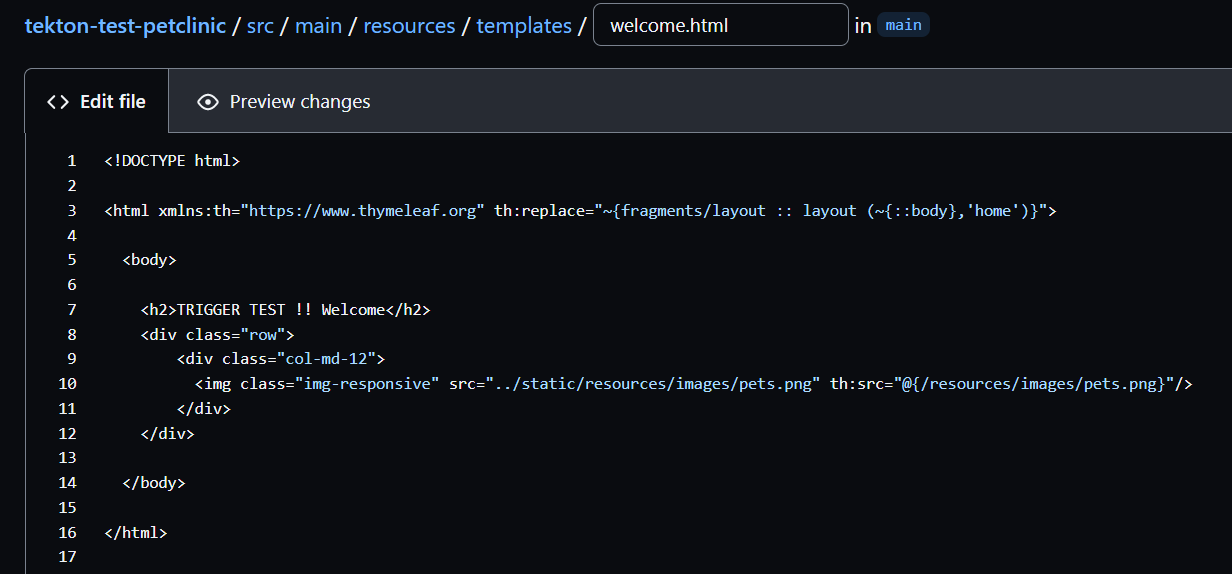 tekton-test-petclinic / src / main / resources / templates / welcome.html in main
<> Edit file Preview changes
1 <!DOCTYPE html>
2
3 <html xmlns:th="https://www.thymeleaf.org" th:replace="~{fragments/layout :: layout (~{::body},'home')}">
4
5   <body>
6
7     <h2>TRIGGER TEST !! Welcome</h2>
8     <div class="row">
9         <div class="col-md-12">
10           <img class="img-responsive" src="../static/resources/images/pets.png" th:src="@{/resources/images/pets.png}"/>
11         </div>
12     </div>
13
14   </body>
15
16 </html>
17